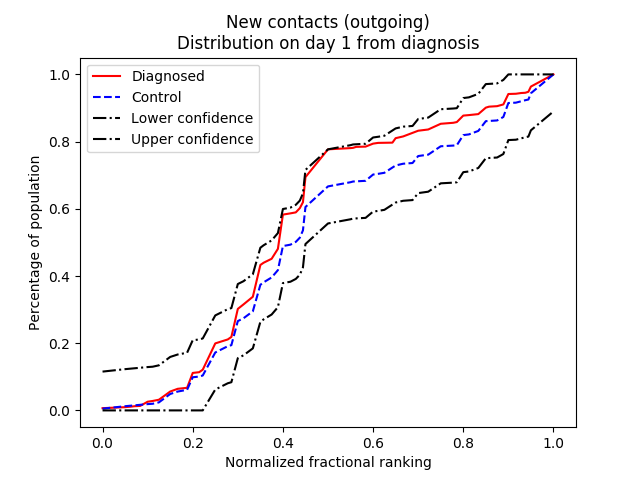 New contacts (outgoing)
Distribution on day 1 from diagnosis
Diagnosed
Control
Lower confidence
Upper confidence
Percentage of population
1.0
0.8
0.6
0.4
0.2
0.0
0.0 0.2 0.4 0.6 0.8 1.0
Normalized fractional ranking